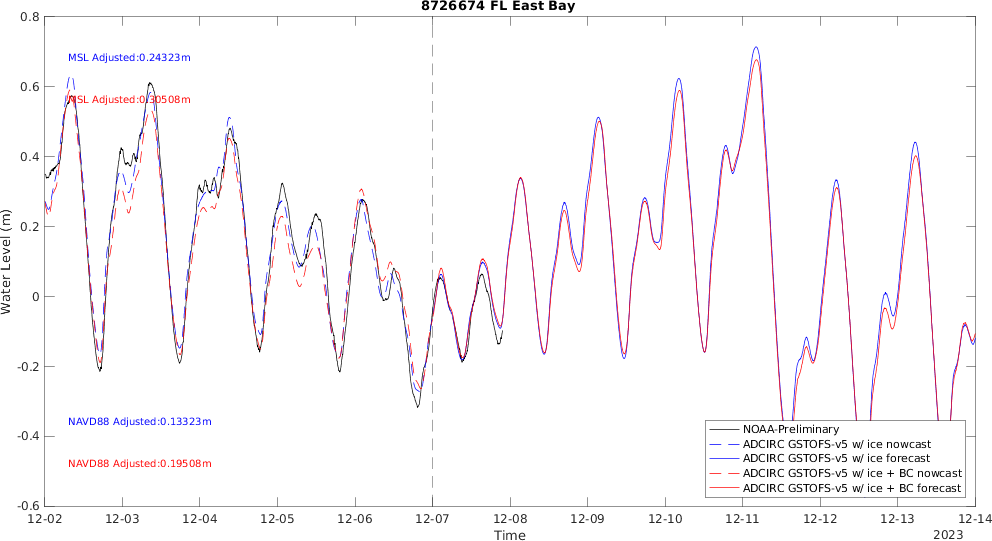 8726674 FL East Bay
0.8
0.6
0.4
0.2
0
-0.2
-0.4
-0.6
Water Level (m)
MSL Adjusted:0.24323m
MSL Adjusted:0.30508m
NAVD88 Adjusted:0.13323m
NAVD88 Adjusted:0.19508m
NOAA-Preliminary
ADCIRC GSTOFS-v5 w/ ice nowcast
ADCIRC GSTOFS-v5 w/ ice forecast
ADCIRC GSTOFS-v5 w/ ice + BC nowcast
ADCIRC GSTOFS-v5 w/ ice + BC forecast
12-02 12-03 12-04 12-05 12-06 12-07 12-08 12-09 12-10 12-11 12-12 12-13 12-14
Time
2023